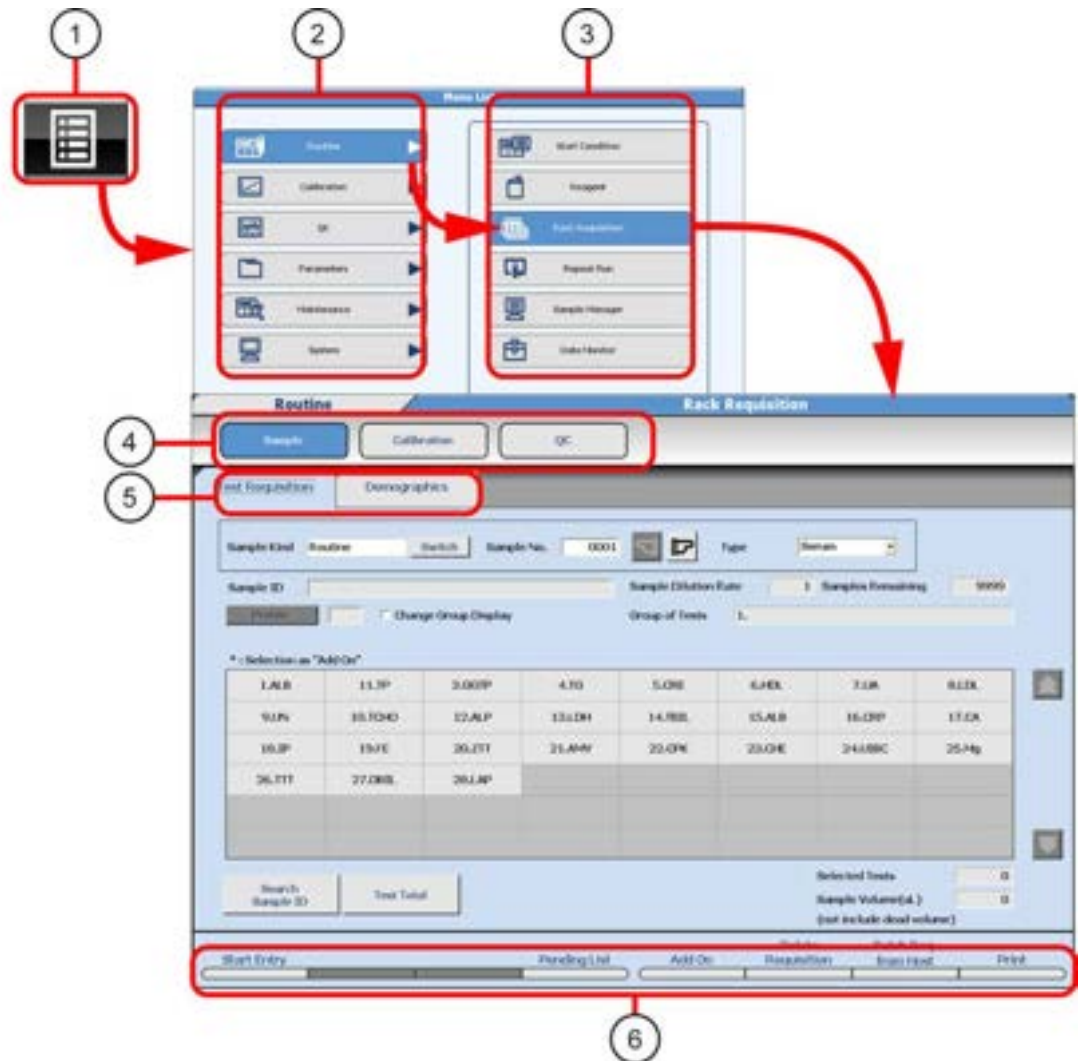 1
2
3
Menu List
Routine
Start Condition
Calibration
Reagent
QC
Rack Requisition
Parameters
Repeat Run
Maintenance
Sample Manager
System
Data Monitor
Routine
Rack Requisition
4
Sample
Calibration
QC
5
est Requisition
Demographics
Sample Kind Routine Switch Sample No. 0001 Type Serum
Sample ID Sample Dilution Rate 1 Samples Remaining 9999
Change Group Display Group of Tests 1.
* : Selection as "Add On"
1.ALB 11.TP 4.TG 5.CRE 6.HDL 7.UA 8.LDL
10.TCHO 12.ALP 13.LDH 14.TBIL 15.ALB 16.CRP 17.CA
18.IP 19.FE 20.ZTT 21.AMY 22.CPK 23.CHE 24.UIBC 25.Mg
26.TTT 27.DBIL 28.LAP
Search
Sample ID
Test Total
Selected Tests 0
Sample Volume(uL) 0
(not include dead volume)
Start Entry Pending List Add On Requisition from Host Print
6